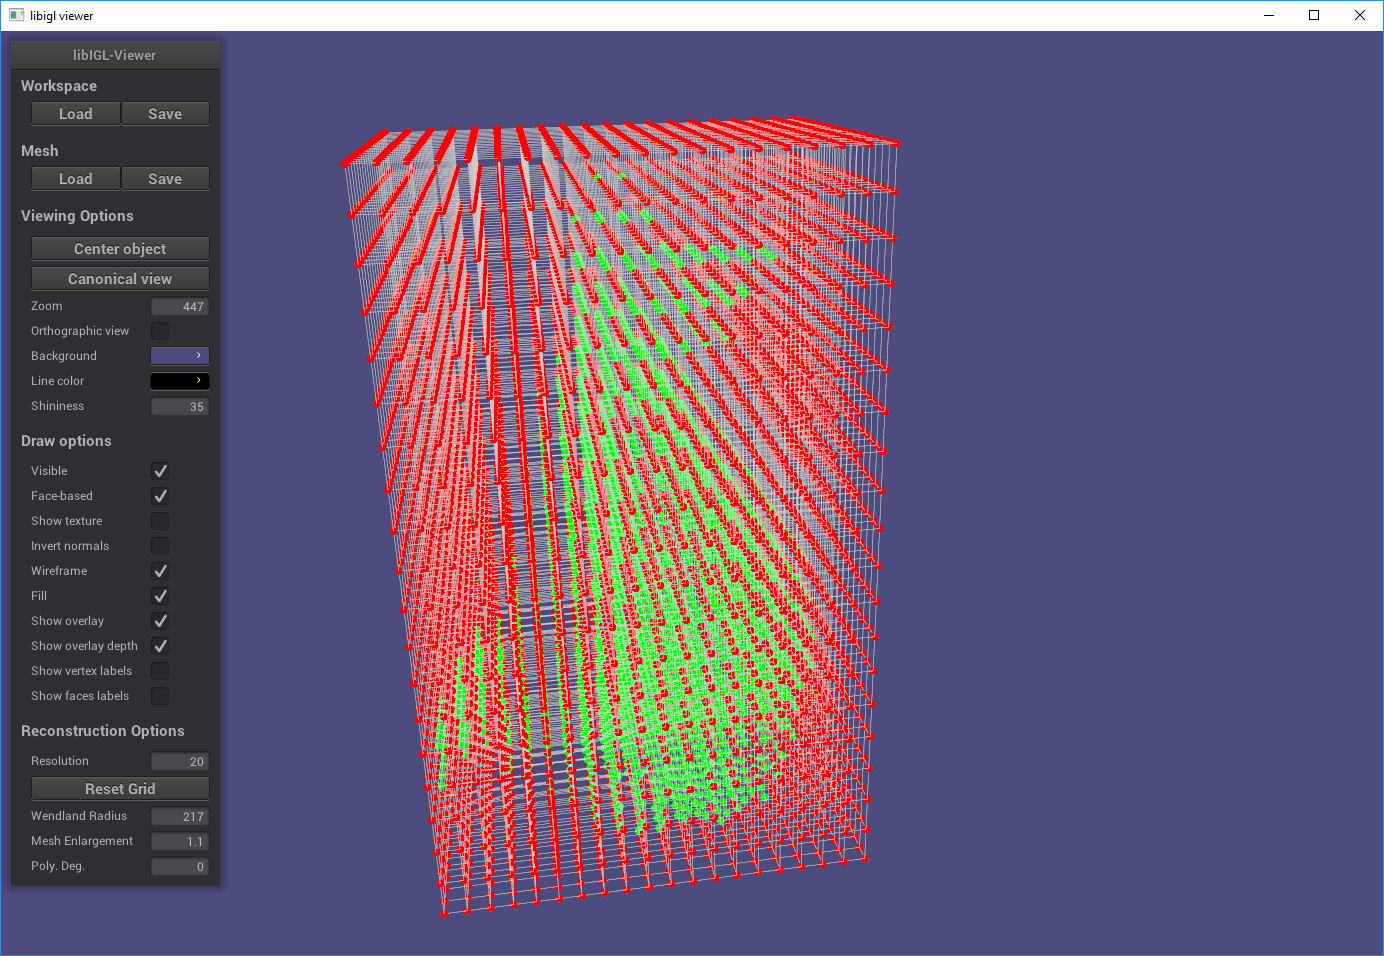 libigl viewer
libIGL-Viewer
Workspace
Load Save
Mesh
Load Save
Viewing Options
Center object
Canonical view
Zoom 447
Orthographic view
Background
Line color
Shininess 35
Draw options
Visible
Face-based
Show texture
Invert normals
Wireframe
Fill
Show overlay
Show overlay depth
Show vertex labels
Show faces labels
Reconstruction Options
Resolution 20
Reset Grid
Wendland Radius 217
Mesh Enlargement 1.1
Poly. Deg. 0